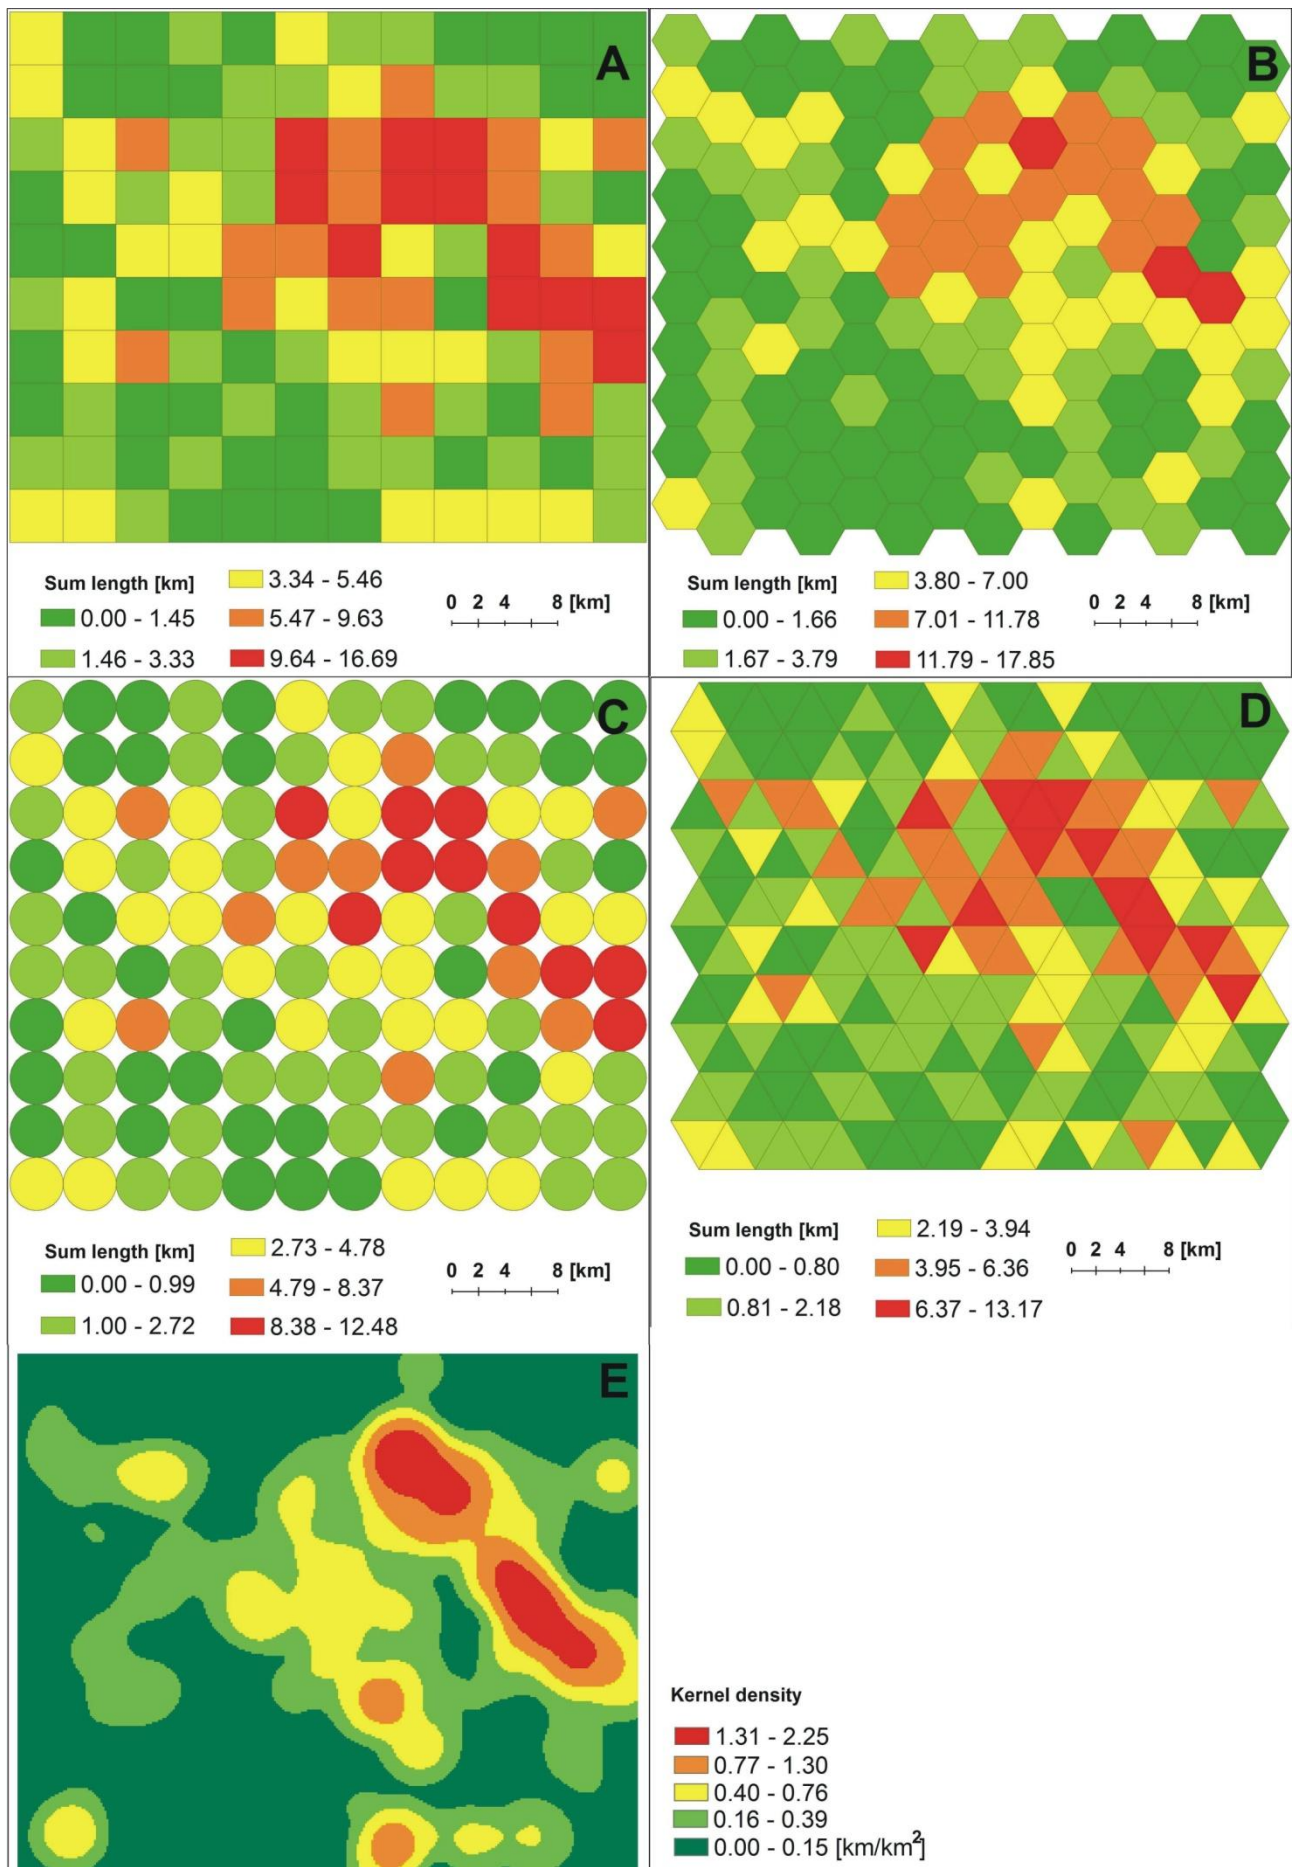 A
B
Sum length [km]
0.00 - 1.45
1.46 - 3.33
3.34 - 5.46
5.47 - 9.63
9.64 - 16.69
0 2 4 8 [km]
Sum length [km]
0.00 - 1.66
1.67 - 3.79
3.80 - 7.00
7.01 - 11.78
11.79 - 17.85
0 2 4 8 [km]
C
D
Sum length [km]
0.00 - 0.99
1.00 - 2.72
2.73 - 4.78
4.79 - 8.37
8.38 - 12.48
0 2 4 8 [km]
Sum length [km]
0.00 - 0.80
0.81 - 2.18
2.19 - 3.94
3.95 - 6.36
6.37 - 13.17
0 2 4 8 [km]
E
Kernel density
1.31 - 2.25
0.77 - 1.30
0.40 - 0.76
0.16 - 0.39
0.00 - 0.15 [km/km²]